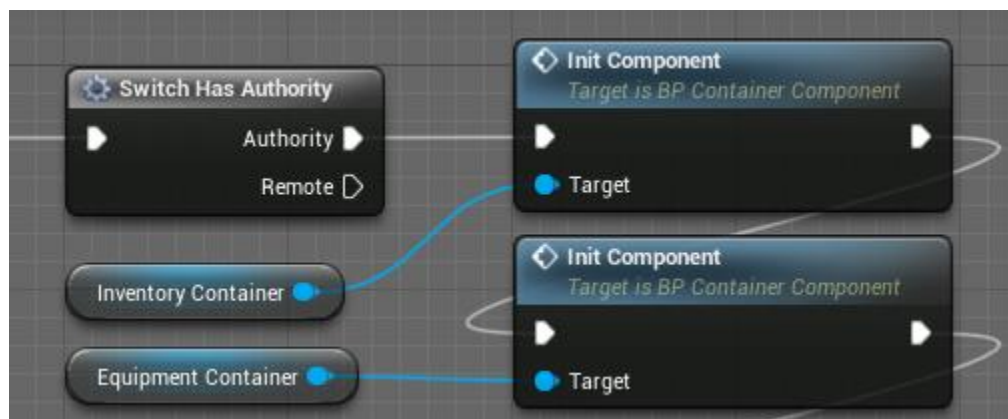 Switch Has Authority
Authority
Remote
Inventory Container
Equipment Container
Init Component
Target is BP Container Component
Target
Init Component
Target is BP Container Component
Target